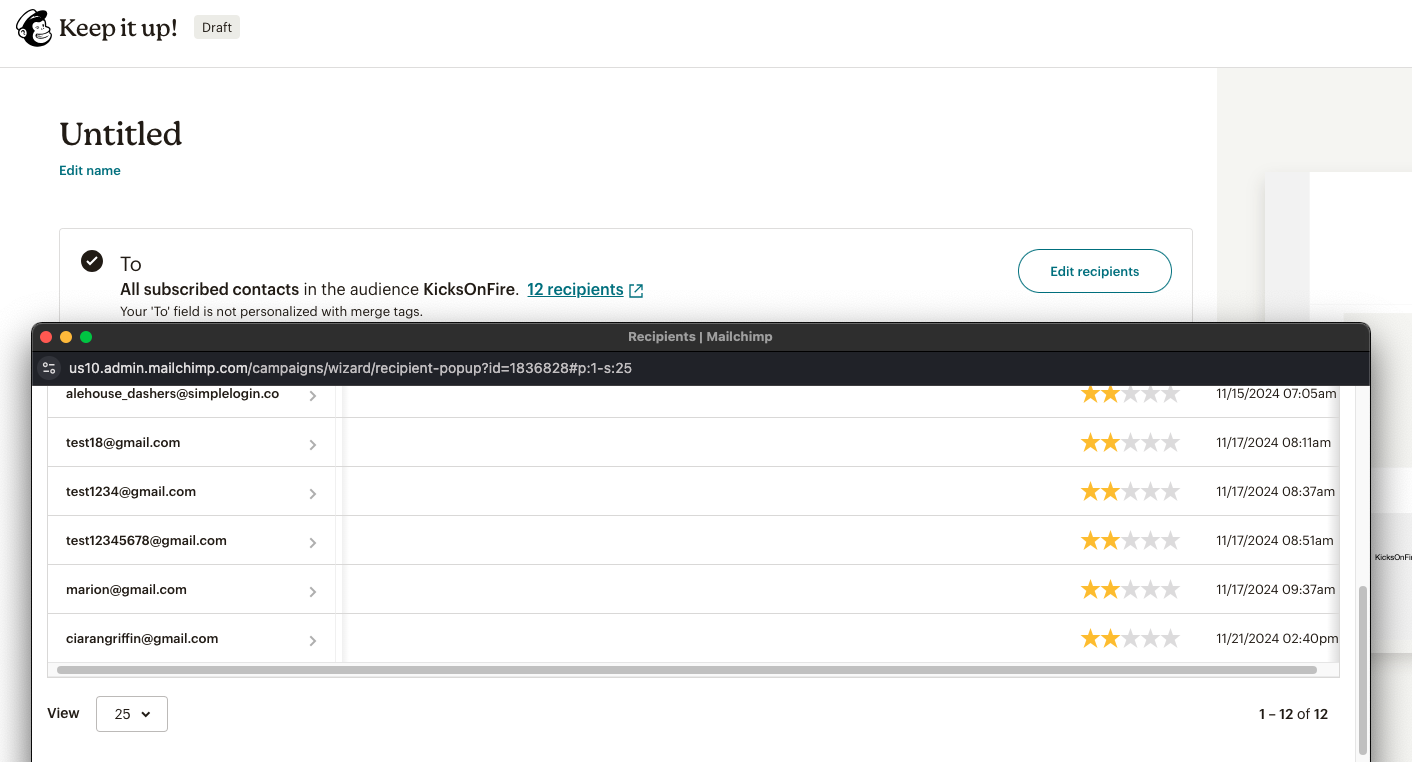 Keep it up! Draft
Untitled
Edit name
To
Edit recipients
All subscribed contacts in the audience KicksOnFire. 12 recipients
Your 'To' field is not personalized with merge tags.
Recipients | Mailchimp
us10.admin.mailchimp.com/campaigns/wizard/recipient-popup?id=1836828#p:1-s:25
alehouse_dashers@simplelogin.co 11/15/2024 07:05am
test18@gmail.com 11/17/2024 08:11am
test1234@gmail.com 11/17/2024 08:37am
test12345678@gmail.com 11/17/2024 08:51am
KicksOnFi
marion@gmail.com 11/17/2024 09:37am
ciarangriffin@gmail.com 11/21/2024 02:40pm
View 25 1 – 12 of 12